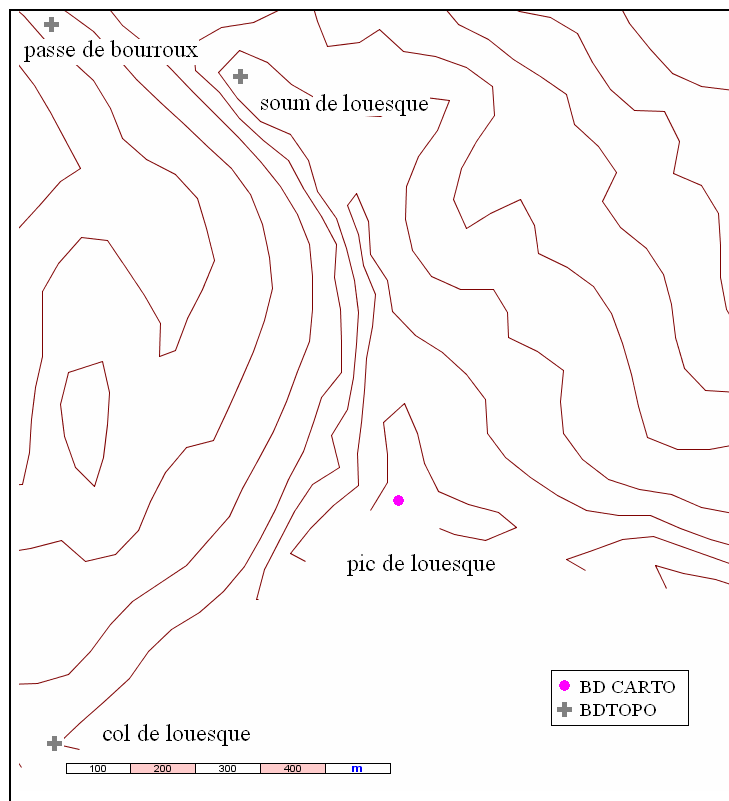 passe de bourroux
soum de louesque
pic de louesque
BD CARTO
BDTOPO
col de louesque
100 200 300 400 m